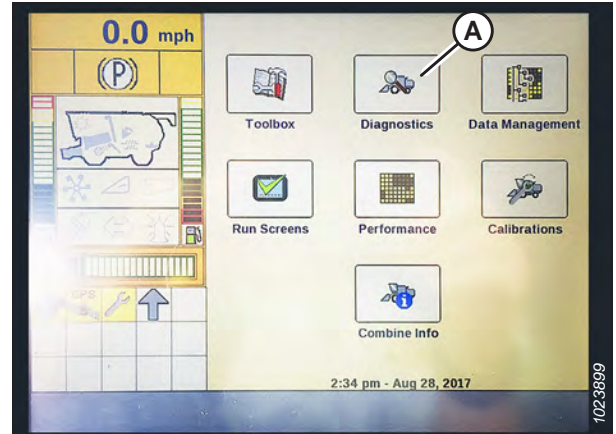 0.0 mph
(P)
A
Toolbox
Diagnostics
Data Management
Run Screens
Performance
Calibrations
GPS
Combine Info
2:34 pm - Aug 28, 2017
1023899